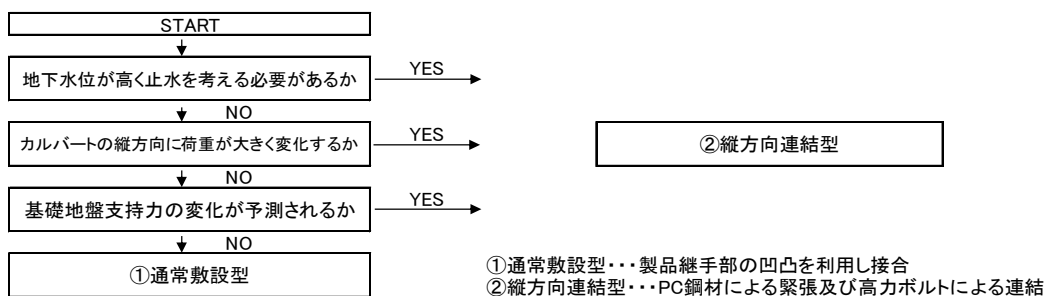 START
地下水位が高く止水を考える必要があるか
YES
NO
カルバートの縦方向に荷重が大きく変化するか
YES
②縦方向連結型
NO
基礎地盤支持力の変化が予測されるか
YES
NO
①通常敷設型
①通常敷設型・・・製品継手部の凹凸を利用し接合
②縦方向連結型・・・PC鋼材による緊張及び高力ボルトによる連結